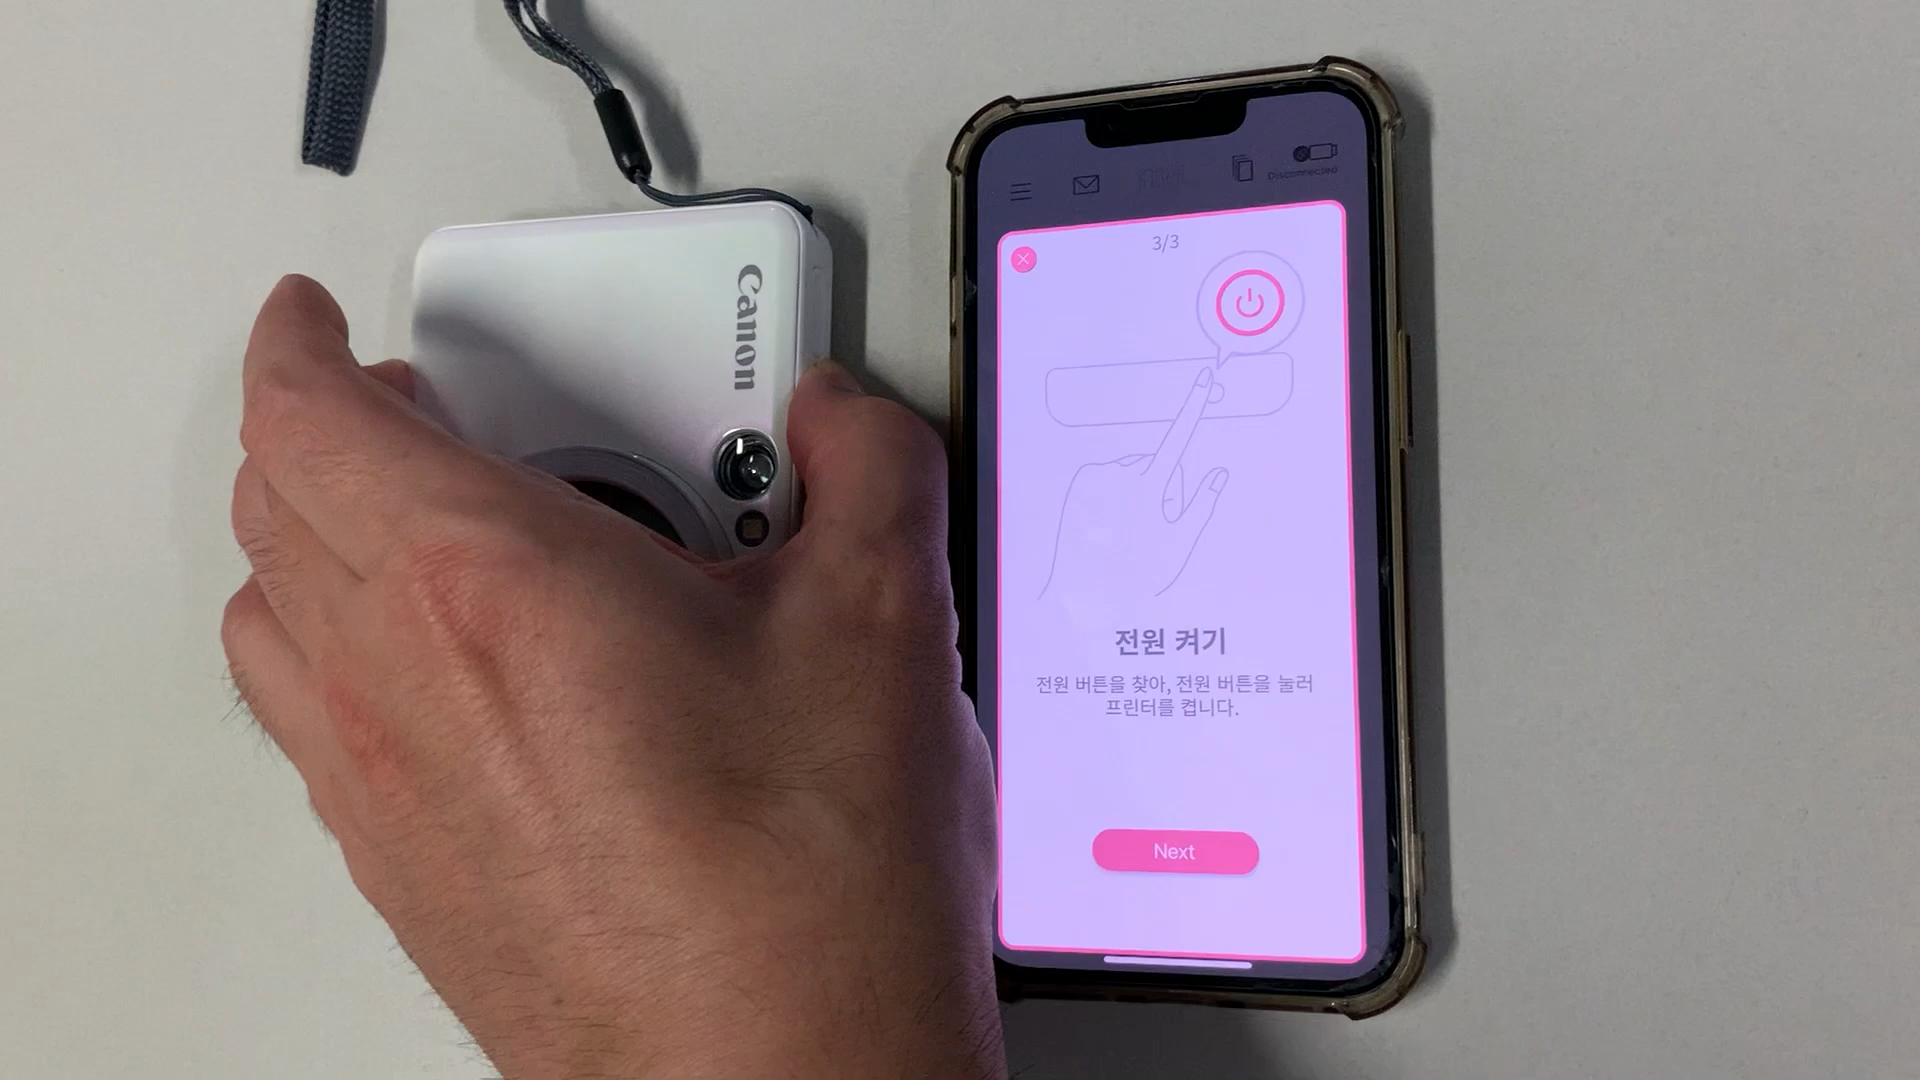 Canon
Disconnected
3/3
전원 켜기
전원 버튼을 찾아, 전원 버튼을 눌러
프린터를 켭니다.
Next